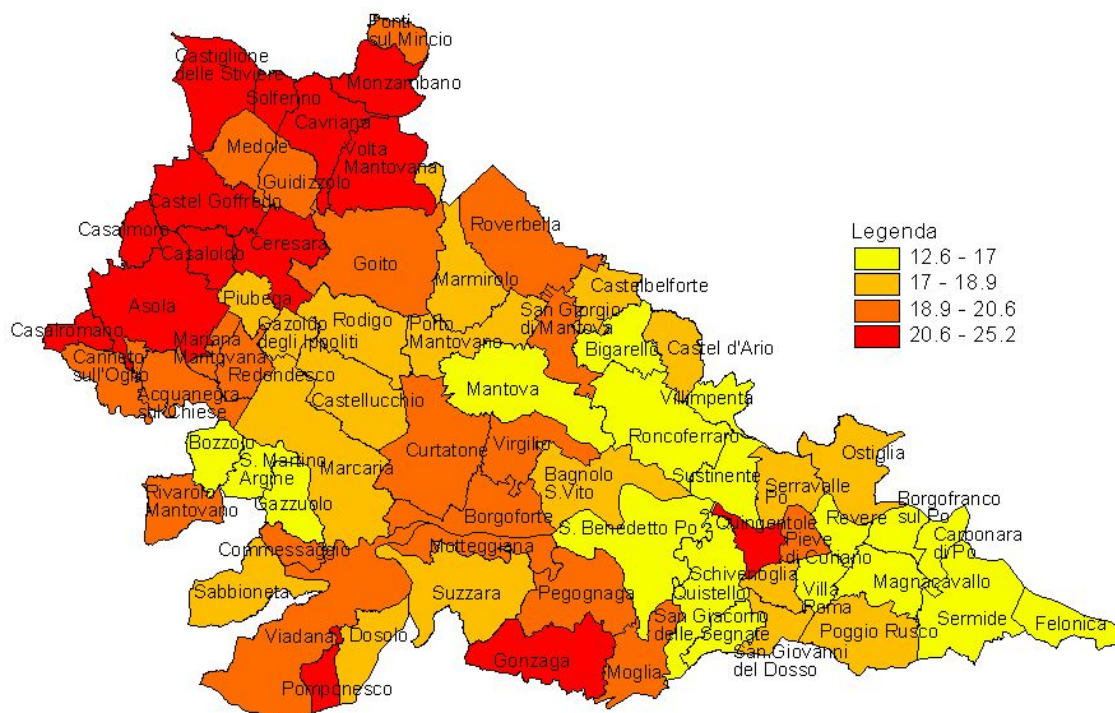 Ponti
sul Mincio
Castiglione
delle Stiviere
Monzambano
Solferino
Cavriana
Medole
Volta
Mantovana
Guidizzolo
Castel Goffredo
Roverbella
Casalmoro
Ceresara
Casaloldo
Goito
Legenda
12.6 - 17
17 - 18.9
18.9 - 20.6
20.6 - 25.2
Marmirolo
Castelbelforte
Asola
Piubega
San Giorgio
di Mantova
Gazoldo
degli Ippoliti
Rodigo
Porto
Mantovano
Casalromano
Mariana
Mantovana
Bigarello
Castel d'Ario
Canneto
sull'Oglio
Redondesco
Acquanegra
sul Chiese
Mantova
Villimpenta
Castellucchio
Bozzolo
Roncoferraro
Curtatone
Virgilio
Ostiglia
S. Martino
Argine
Marcaria
Bagnolo
S.Vito
Sustinente
Serravalle
Po
Rivarolo
Mantovano
Gazzuolo
Borgofranco
sul Po
Borgoforte
S. Benedetto Po
Quingentole
Revere
Pieve
di Coriano
Carbonara
di Po
Commessaggio
Motteggiana
Schivenoglia
Sabbioneta
Suzzara
Pegognaga
Quistello
Villa
Roma
Magnacavallo
San Giacomo
delle Segnate
Sermide
Felonica
Viadana
Dosolo
Poggio Rusco
Gonzaga
Moglia
San Giovanni
del Dosso
Pomponesco